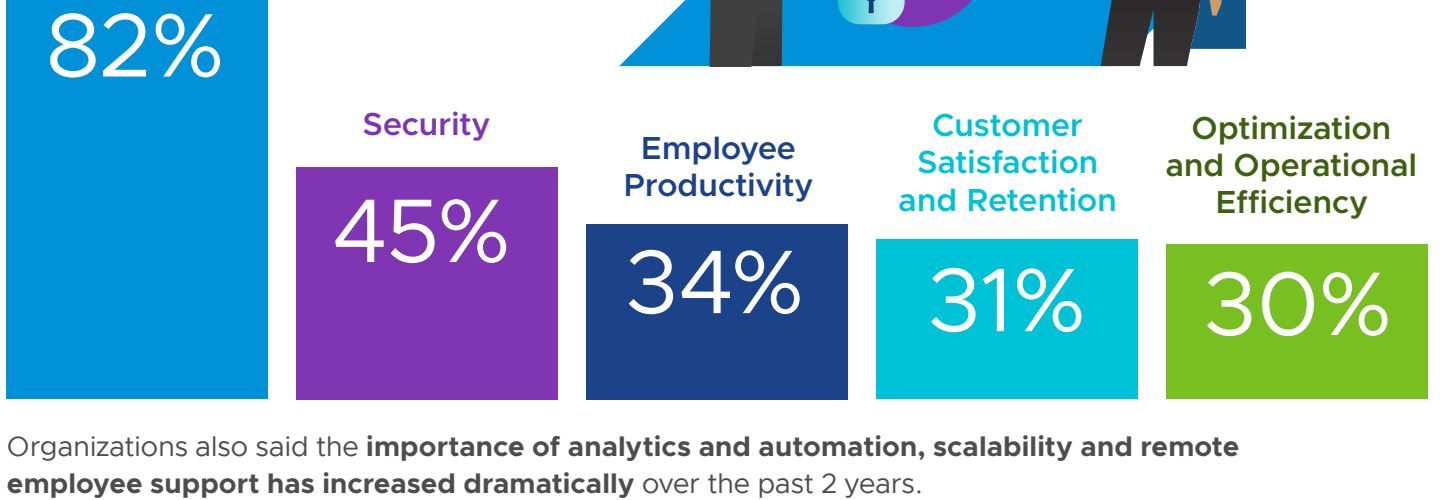 82%
Security
45%
Employee
Productivity
34%
Customer
Satisfaction
and Retention
31%
Optimization
and Operational
Efficiency
30%
Organizations also said the importance of analytics and automation, scalability and remote
employee support has increased dramatically over the past 2 years.